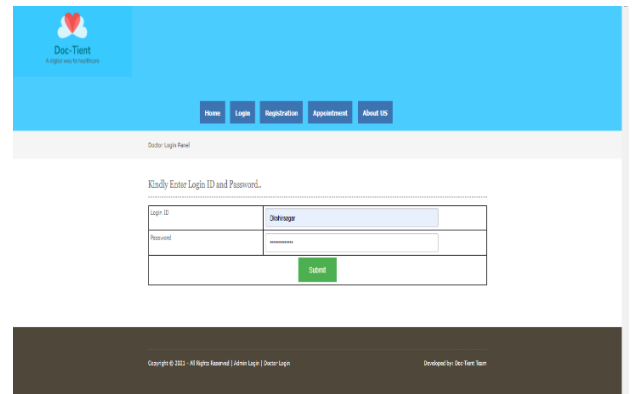 Doc-Tient
A digital way to healthcare
Home Login Registration Appointment About US
Doctor Login Panel
Kindly Enter Login ID and Password..
Login ID
Password
Submit
Copyright © 2021 - All Rights Reserved | Admin Login | Doctor Login
Developed by: Doc-Tient Team